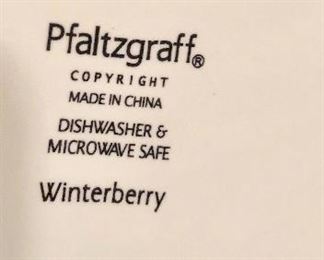 Pfaltzgraff®
COPYRIGHT
MADE IN CHINA
DISHWASHER &
MICROWAVE SAFE
Winterberry